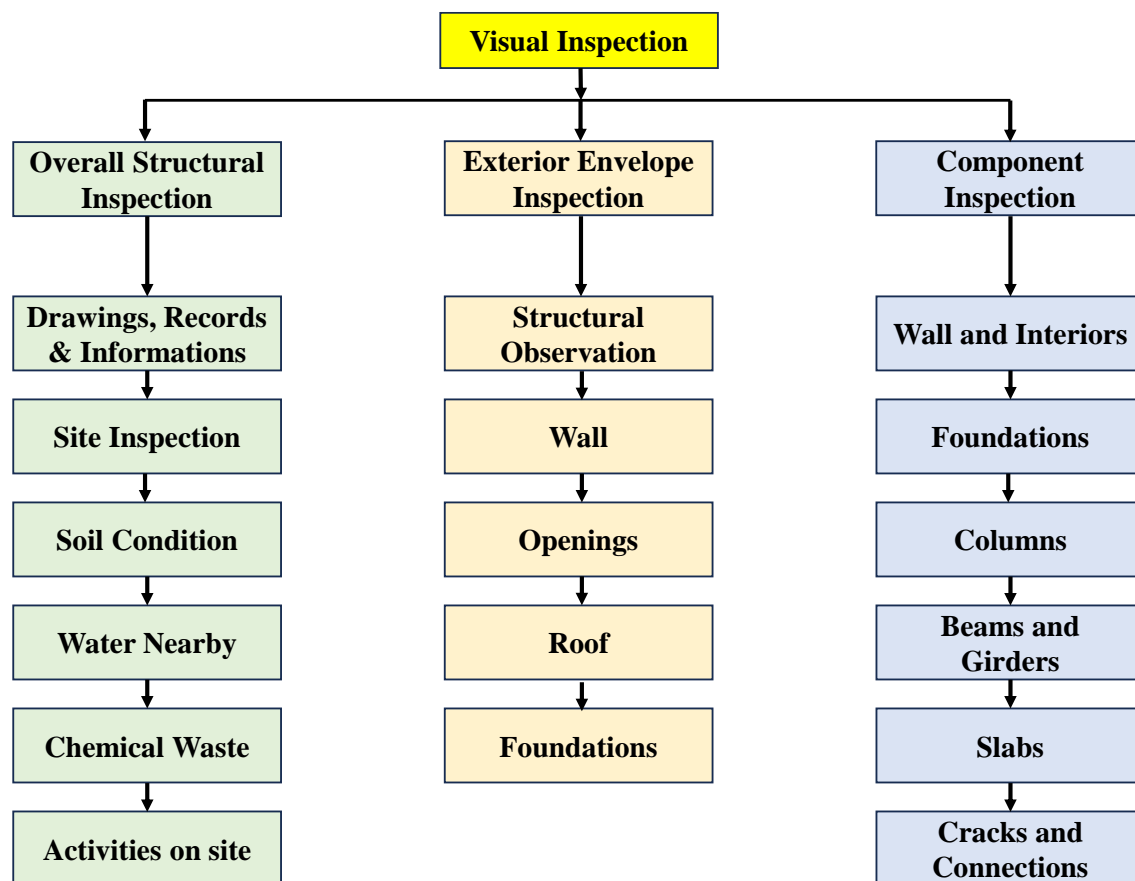 Visual Inspection
Overall Structural
Inspection
Exterior Envelope
Inspection
Component
Inspection
Drawings, Records
& Informations
Site Inspection
Soil Condition
Water Nearby
Chemical Waste
Activities on site
Structural
Observation
Wall
Openings
Roof
Foundations
Wall and Interiors
Foundations
Columns
Beams and
Girders
Slabs
Cracks and
Connections